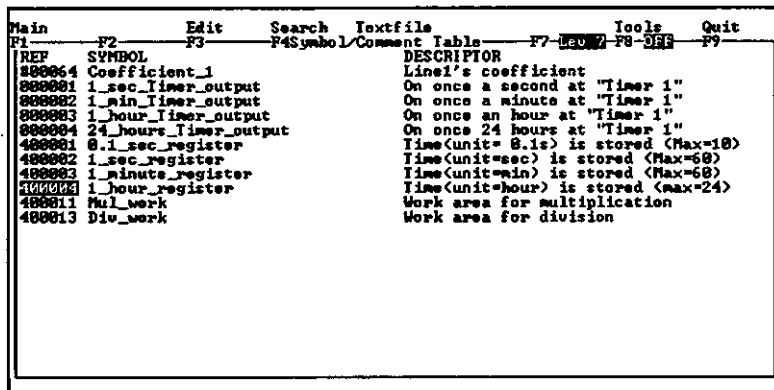 Main Edit Search Textfile Tools Quit
F1 F2 F3 F4Symbol/Comment Table F7-Lev 7 F8-OFF F9
REF SYMBOL DESCRIPTOR
#00064 Coefficient_1 Line1's coefficient
000001 1_sec_Timer_output On once a second at "Timer 1"
000002 1_min_Timer_output On once a minute at "Timer 1"
000003 1_hour_Timer_output On once an hour at "Timer 1"
000004 24_hours_Timer_output On once 24 hours at "Timer 1"
400001 0.1_sec_register Time(unit= 0.1s) is stored (Max=10)
400002 1_sec_register Time(unit=sec) is stored (Max=60)
400003 1_minute_register Time(unit=min) is stored (Max=60)
400004 1_hour_register Time(unit=hour) is stored (max=24)
400011 Mul_work Work area for multiplication
400013 Div_work Work area for division